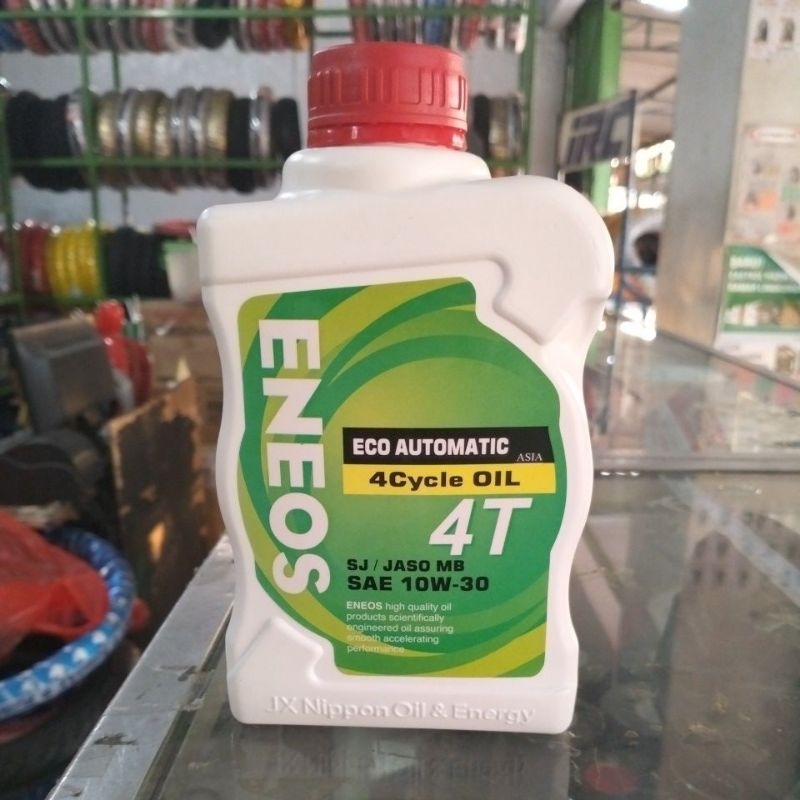 IRC
ENEOS
ECO AUTOMATIC
ASIA
4Cycle OIL
4T
SJ / JASO MB
SAE 10W-30
ENEOS high quality oil
products scientifically
engineered oil assuring
smooth accelerating
performance
JX Nippon Oil & Energy